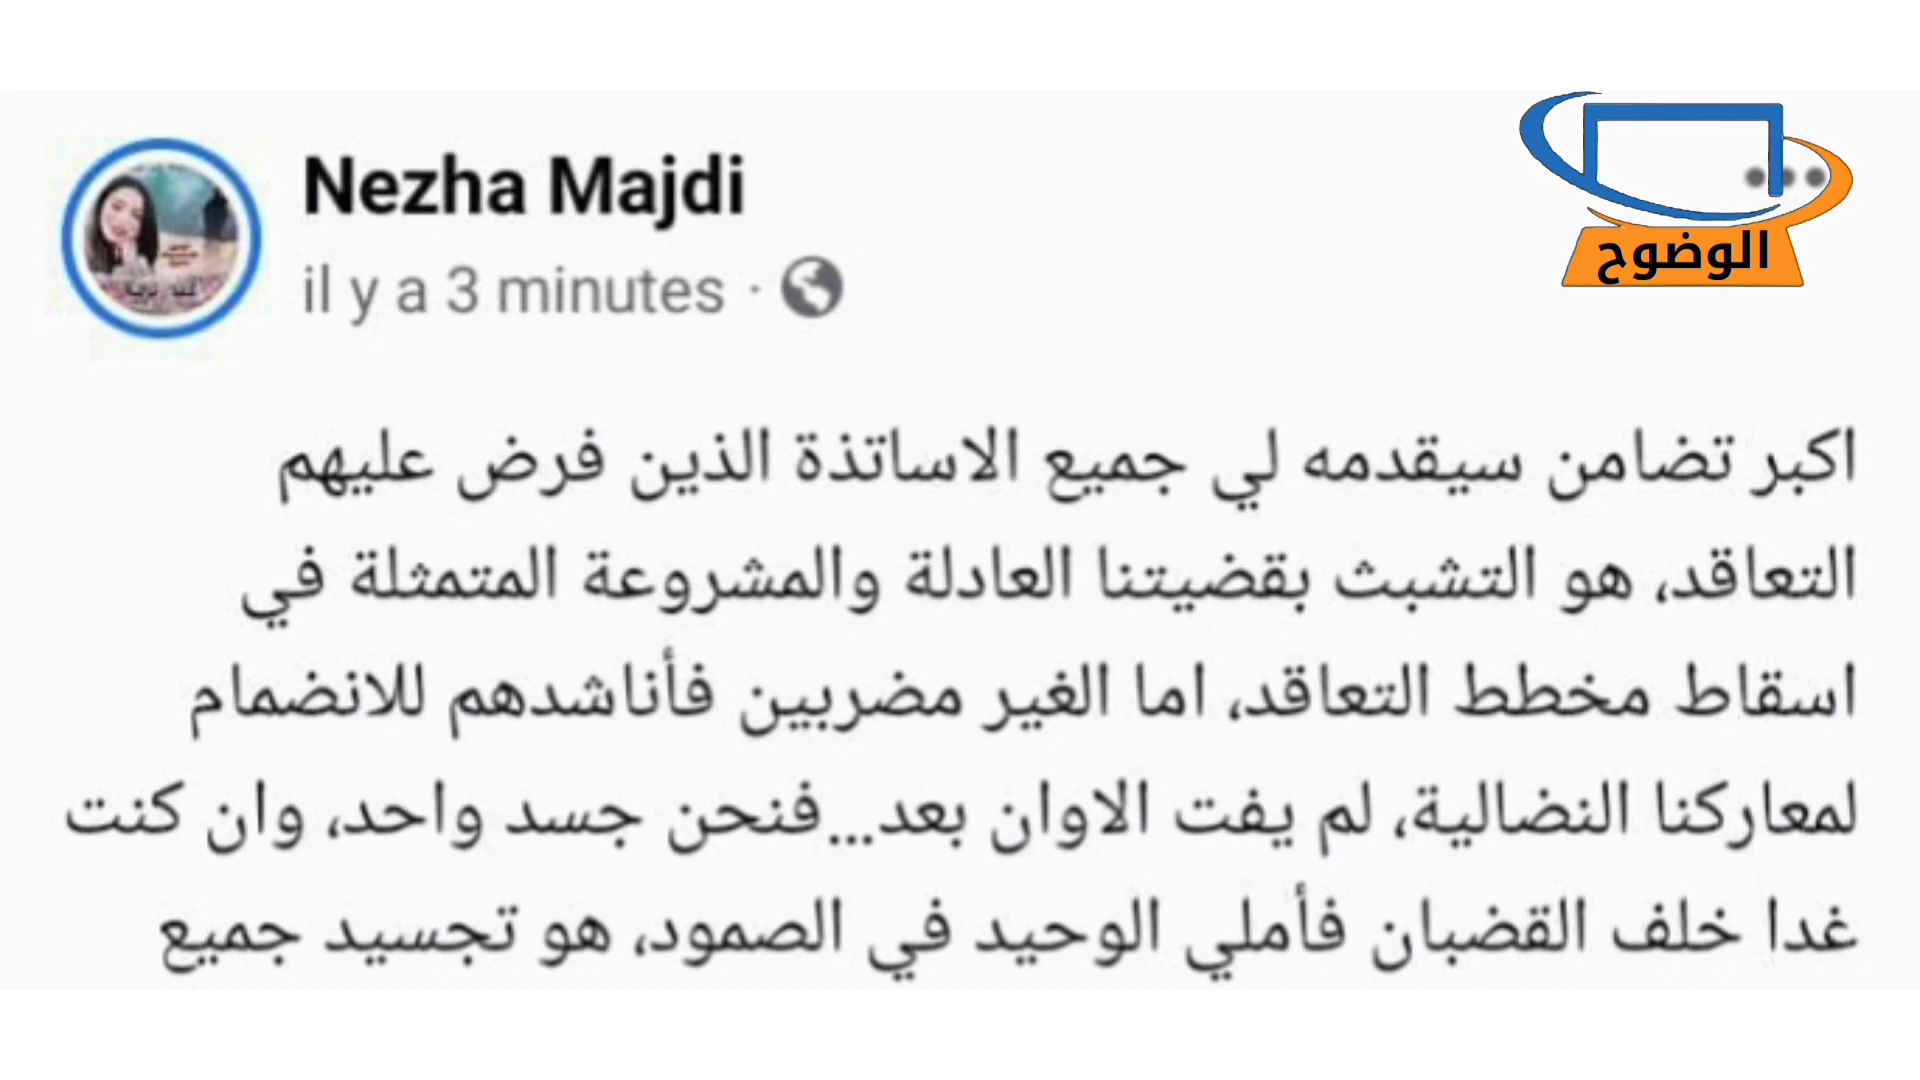 Nezha Majdi
il y a 3 minutes ·
الوضوح
اكبر تضامن سيقدمه لي جميع الاساتذة الذين فرض عليهم
التعاقد، هو التشبث بقضيتنا العادلة والمشروعة المتمثلة في
اسقاط مخطط التعاقد، اما الغير مضربين فأناشدهم للانضمام
لمعاركنا النضالية، لم يفت الاوان بعد...فنحن جسد واحد، وان كنت
غدا خلف القضبان فأملي الوحيد في الصمود، هو تجسيد جميع